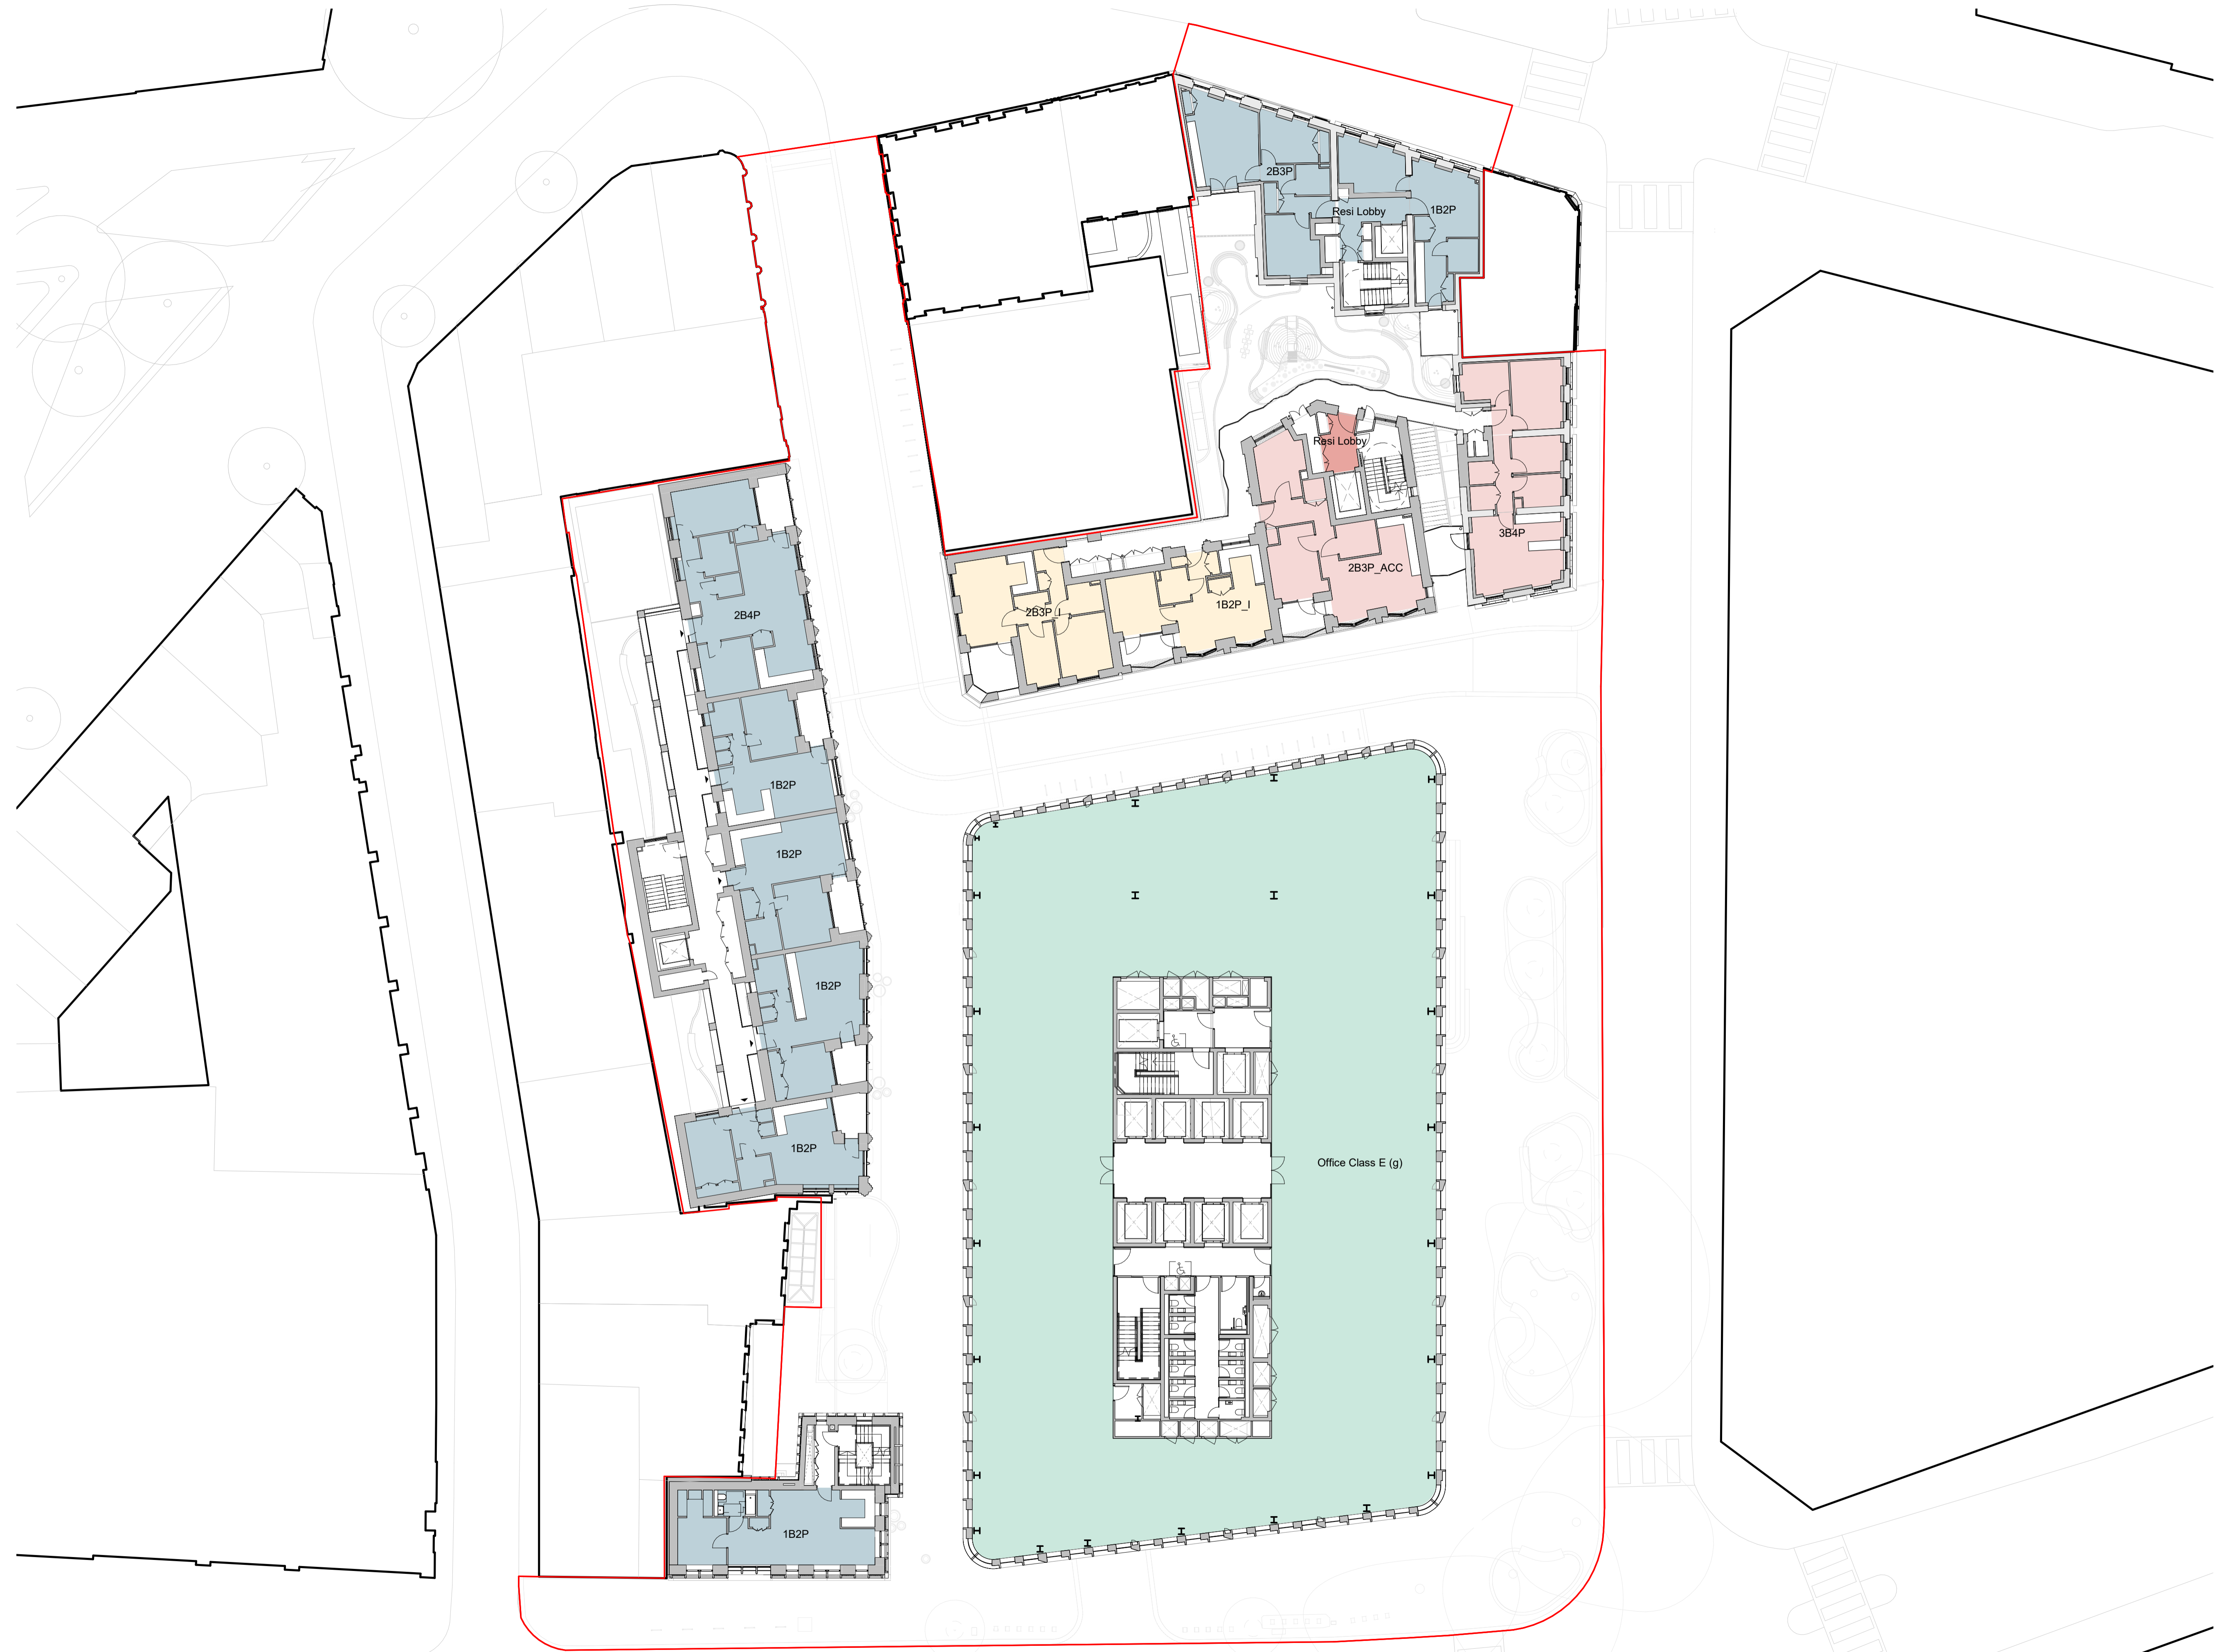 2B3P
Resi Lobby
1B2P
Resi Lobby
3B4P
2B3P_ACC
1B2P_I
2B3P_I
2B4P
1B2P
1B2P
1B2P
1B2P
Office Class E (g)
1B2P